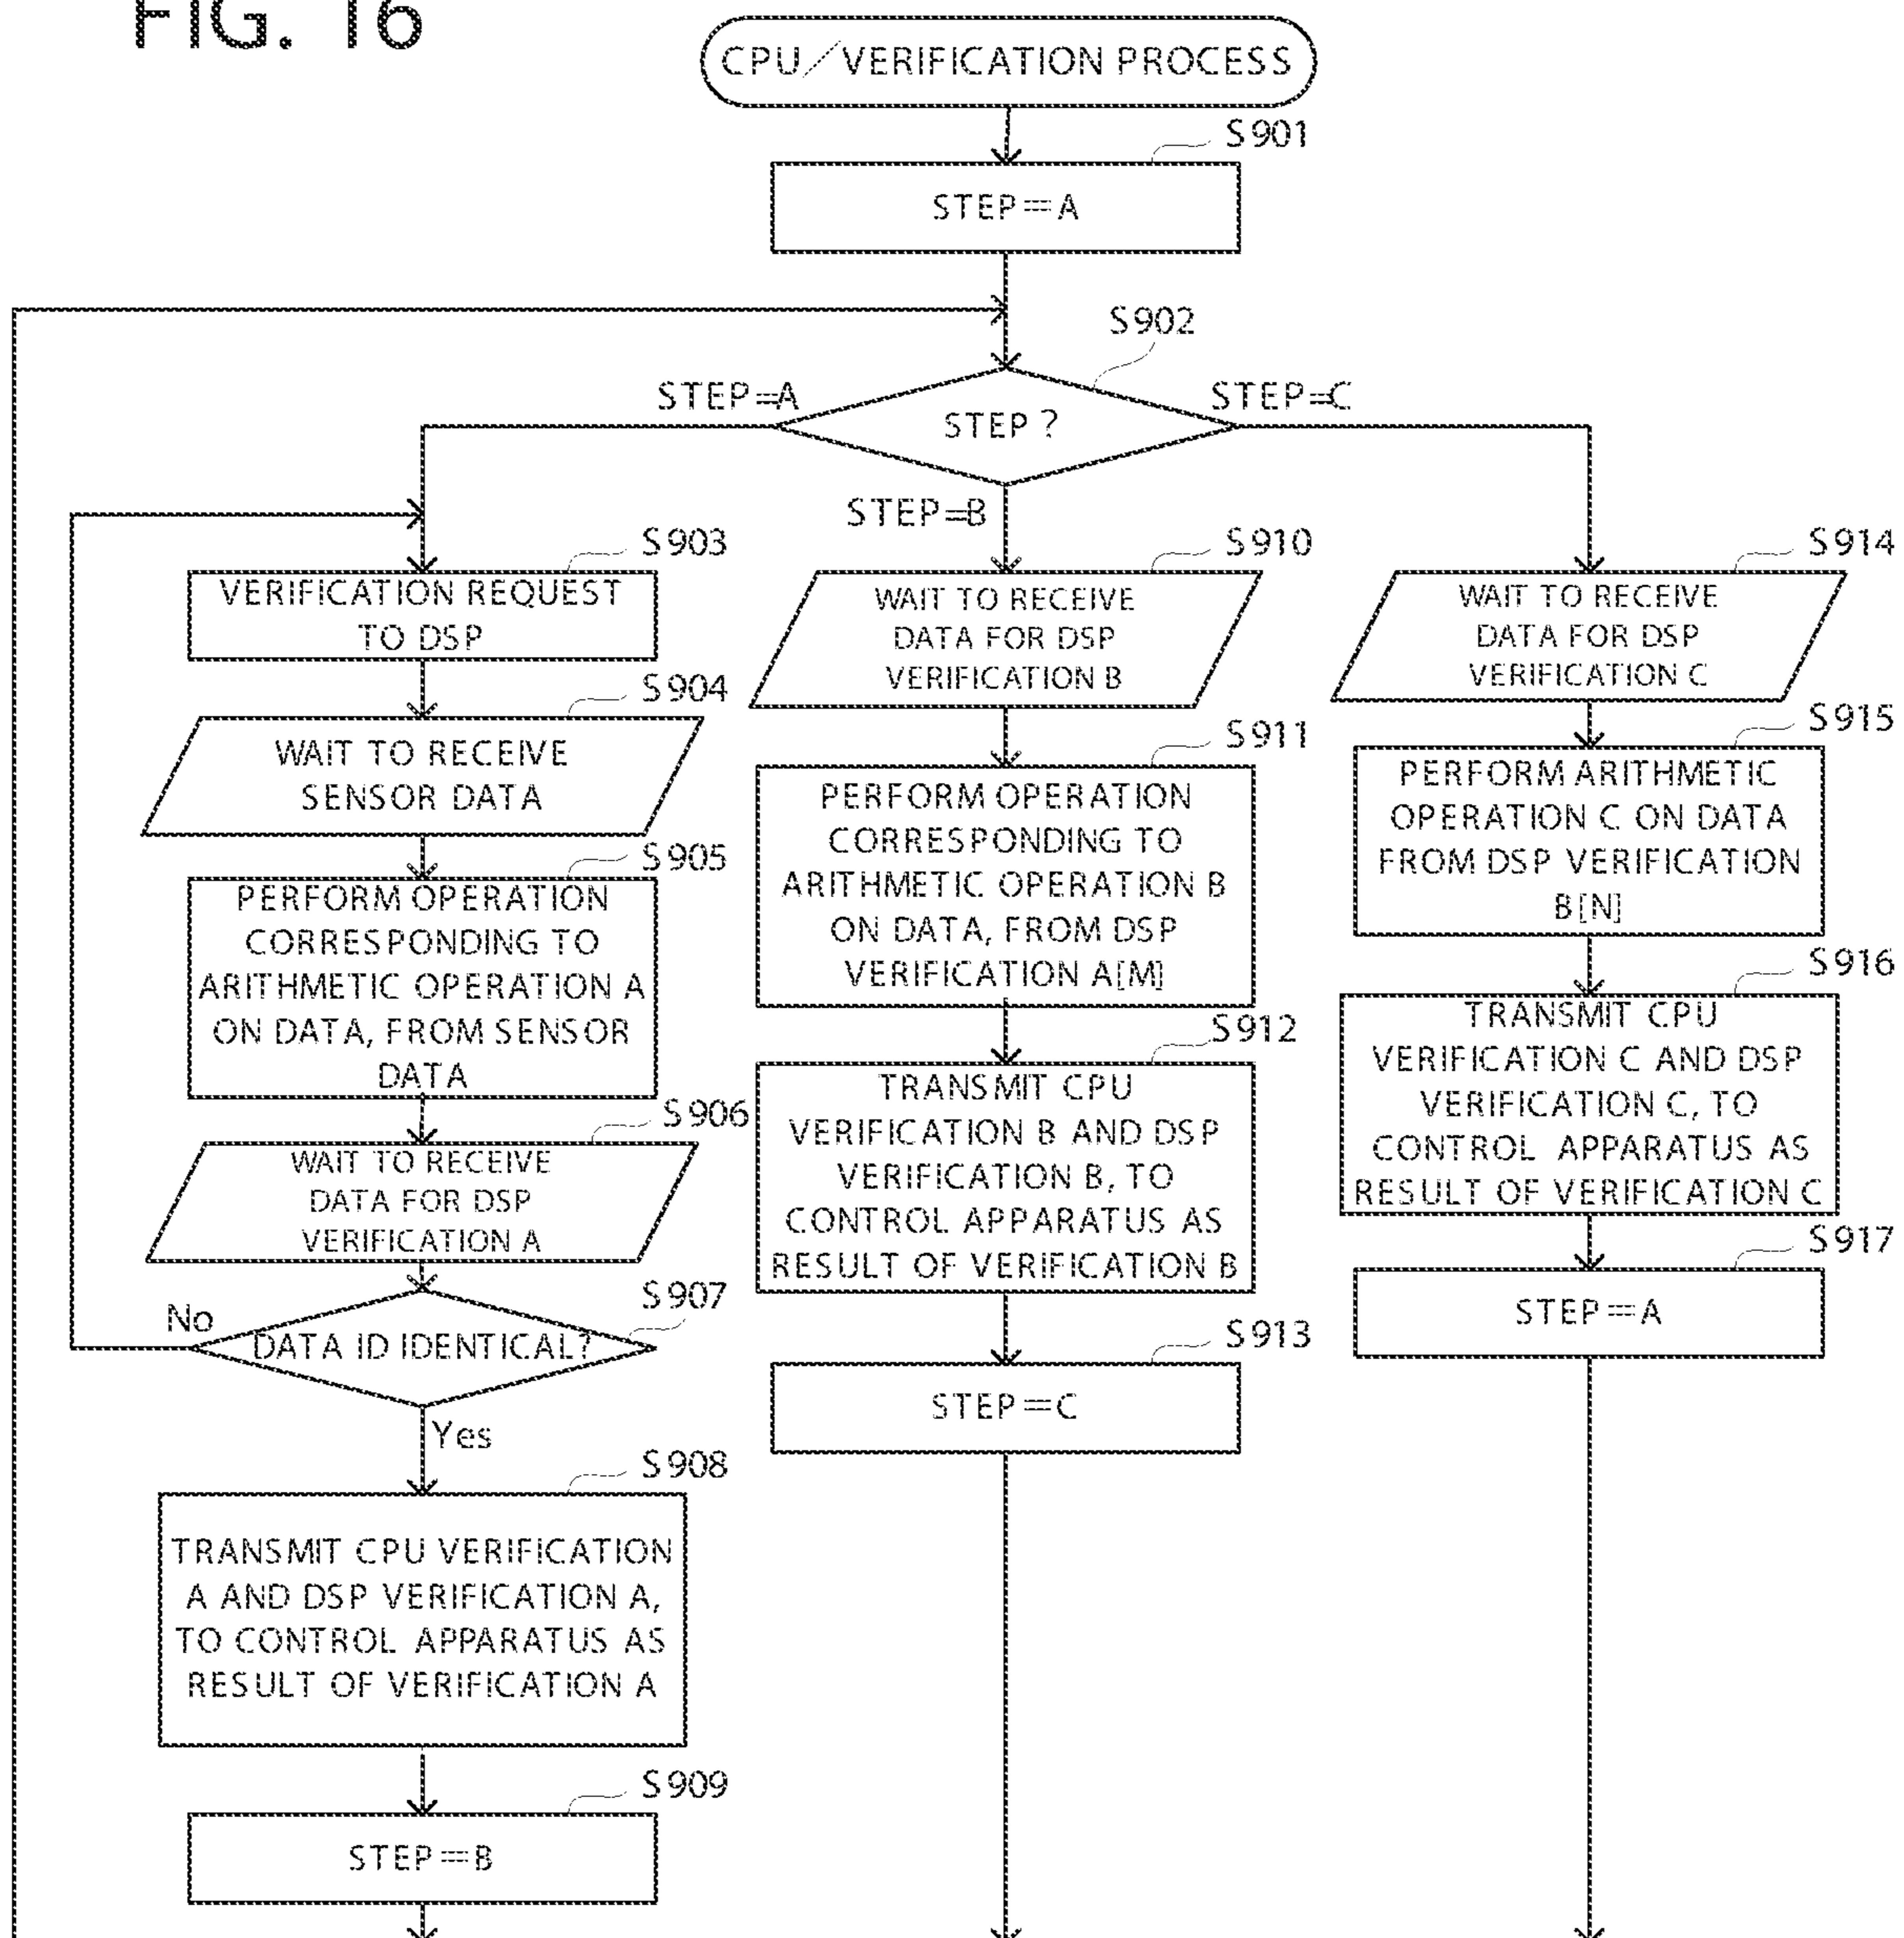 FIG. 16
CPU/VERIFICATION PROCESS
S901
STEP=A
S902
STEP=A
STEP?
STEP=C
STEP=B
S903
VERIFICATION REQUEST
TO DSP
S904
WAIT TO RECEIVE
SENSOR DATA
S905
PERFORM OPERATION
CORRESPONDING TO
ARITHMETIC OPERATION A
ON DATA, FROM SENSOR
DATA
S906
WAIT TO RECEIVE
DATA FOR DSP
VERIFICATION A
S907
No
DATA ID IDENTICAL?
Yes
S908
TRANSMIT CPU VERIFICATION
A AND DSP VERIFICATION A,
TO CONTROL APPARATUS AS
RESULT OF VERIFICATION A
S909
STEP=B
S910
WAIT TO RECEIVE
DATA FOR DSP
VERIFICATION B
S911
PERFORM OPERATION
CORRESPONDING TO
ARITHMETIC OPERATION B
ON DATA, FROM DSP
VERIFICATION A[M]
S912
TRANSMIT CPU
VERIFICATION B AND DSP
VERIFICATION B, TO
CONTROL APPARATUS AS
RESULT OF VERIFICATION B
S913
STEP=C
S914
WAIT TO RECEIVE
DATA FOR DSP
VERIFICATION C
S915
PERFORM ARITHMETIC
OPERATION C ON DATA
FROM DSP VERIFICATION
B[N]
S916
TRANSMIT CPU
VERIFICATION C AND DSP
VERIFICATION C, TO
CONTROL APPARATUS AS
RESULT OF VERIFICATION C
S917
STEP=A